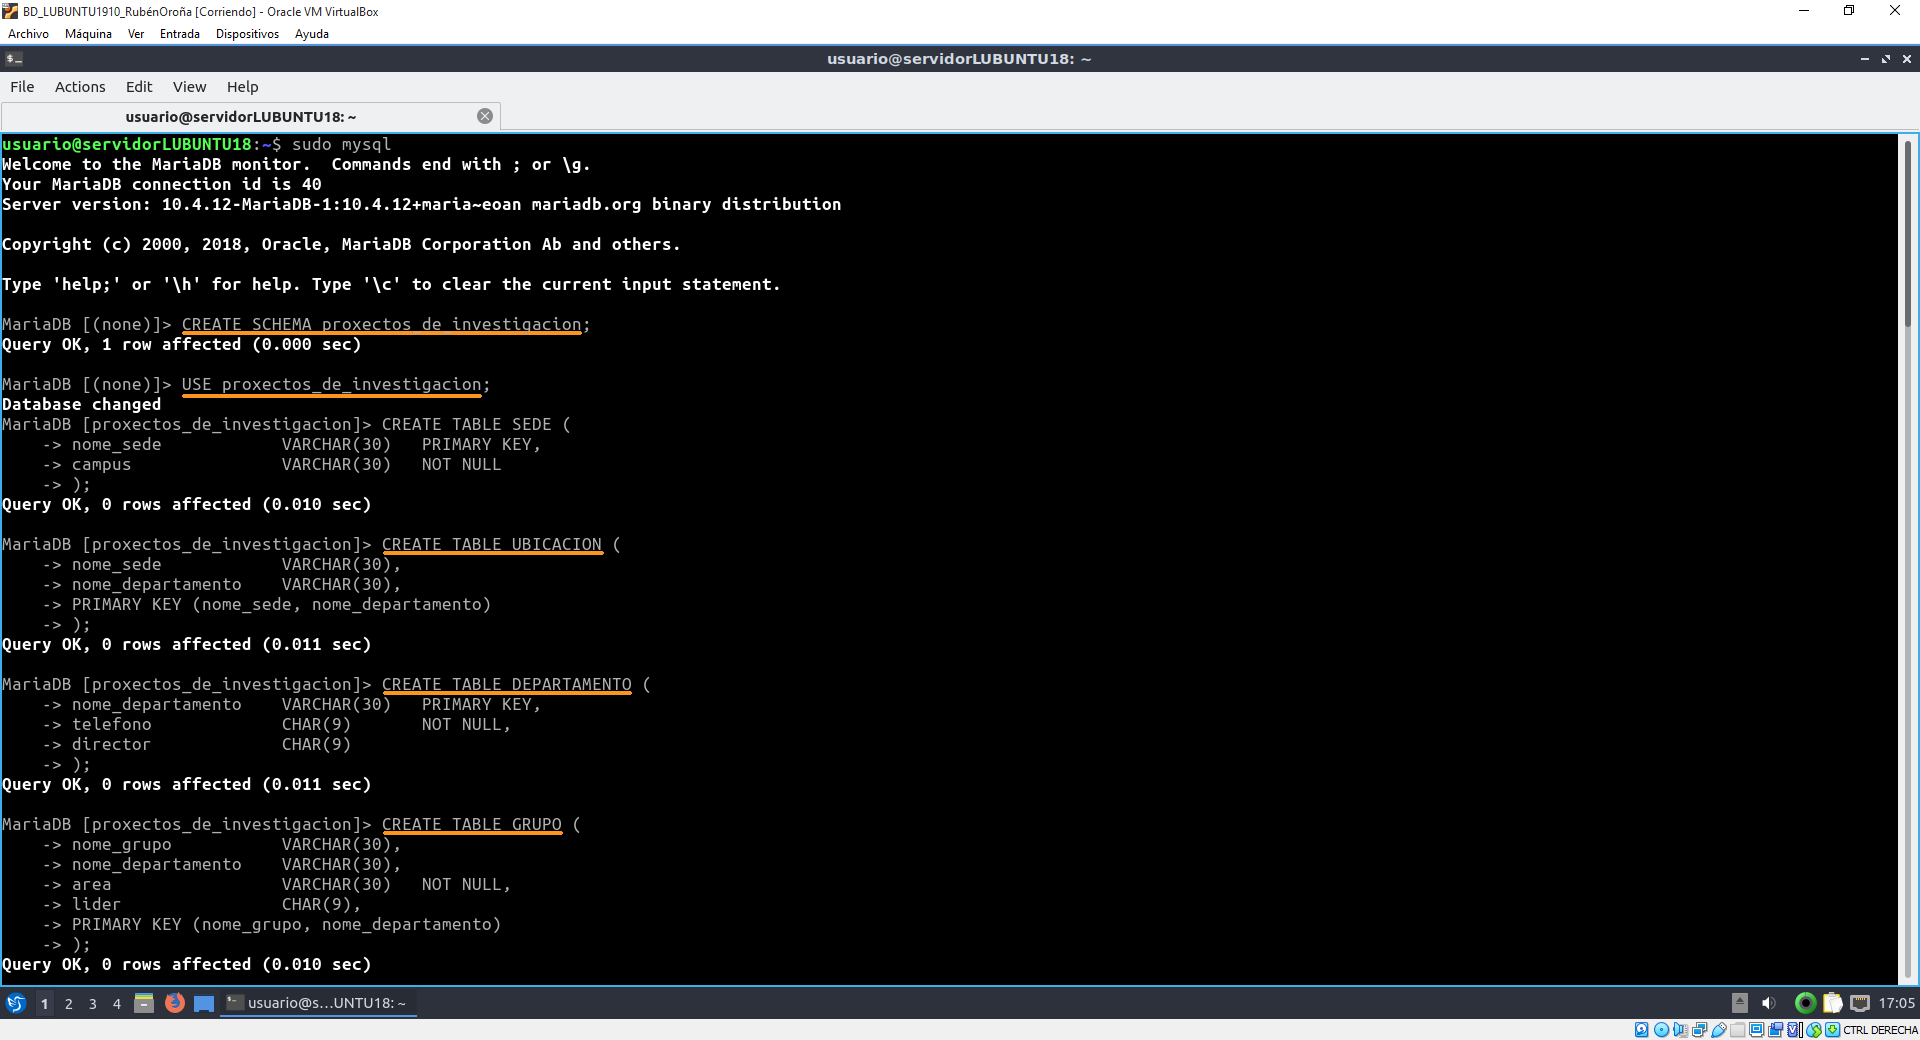 BD_LUBUNTU1910_RubénOroña [Corriendo] - Oracle VM VirtualBox
Archivo Máquina Ver Entrada Dispositivos Ayuda
usuario@servidorLUBUNTU18: ~
File Actions Edit View Help
usuario@servidorLUBUNTU18: ~
usuario@servidorLUBUNTU18:~$ sudo mysql
Welcome to the MariaDB monitor.  Commands end with ; or \g.
Your MariaDB connection id is 40
Server version: 10.4.12-MariaDB-1:10.4.12+maria~eoan mariadb.org binary distribution
Copyright (c) 2000, 2018, Oracle, MariaDB Corporation Ab and others.
Type 'help;' or '\h' for help. Type '\c' to clear the current input statement.
MariaDB [(none)]> CREATE SCHEMA proxectos_de_investigacion;
Query OK, 1 row affected (0.000 sec)
MariaDB [(none)]> USE proxectos_de_investigacion;
Database changed
MariaDB [proxectos_de_investigacion]> CREATE TABLE SEDE (
    -> nome_sede            VARCHAR(30)   PRIMARY KEY,
    -> campus               VARCHAR(30)   NOT NULL
    -> );
Query OK, 0 rows affected (0.010 sec)
MariaDB [proxectos_de_investigacion]> CREATE TABLE UBICACION (
    -> nome_sede            VARCHAR(30),
    -> nome_departamento    VARCHAR(30),
    -> PRIMARY KEY (nome_sede, nome_departamento)
    -> );
Query OK, 0 rows affected (0.011 sec)
MariaDB [proxectos_de_investigacion]> CREATE TABLE DEPARTAMENTO (
    -> nome_departamento    VARCHAR(30)   PRIMARY KEY,
    -> telefono             CHAR(9)       NOT NULL,
    -> director             CHAR(9)
    -> );
Query OK, 0 rows affected (0.011 sec)
MariaDB [proxectos_de_investigacion]> CREATE TABLE GRUPO (
    -> nome_grupo           VARCHAR(30),
    -> nome_departamento    VARCHAR(30),
    -> area                 VARCHAR(30)   NOT NULL,
    -> lider                CHAR(9),
    -> PRIMARY KEY (nome_grupo, nome_departamento)
    -> );
Query OK, 0 rows affected (0.010 sec)
1 2 3 4 usuario@s...UNTU18: ~ 17:05
CTRL DERECHA